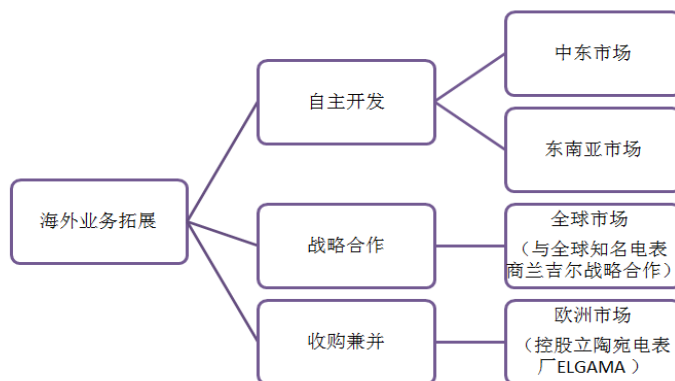 中东市场
自主开发
东南亚市场
海外业务拓展
战略合作
全球市场
（与全球知名电表
商兰吉尔战略合作）
收购兼并
欧洲市场
（控股立陶宛电表
厂ELGAMA ）